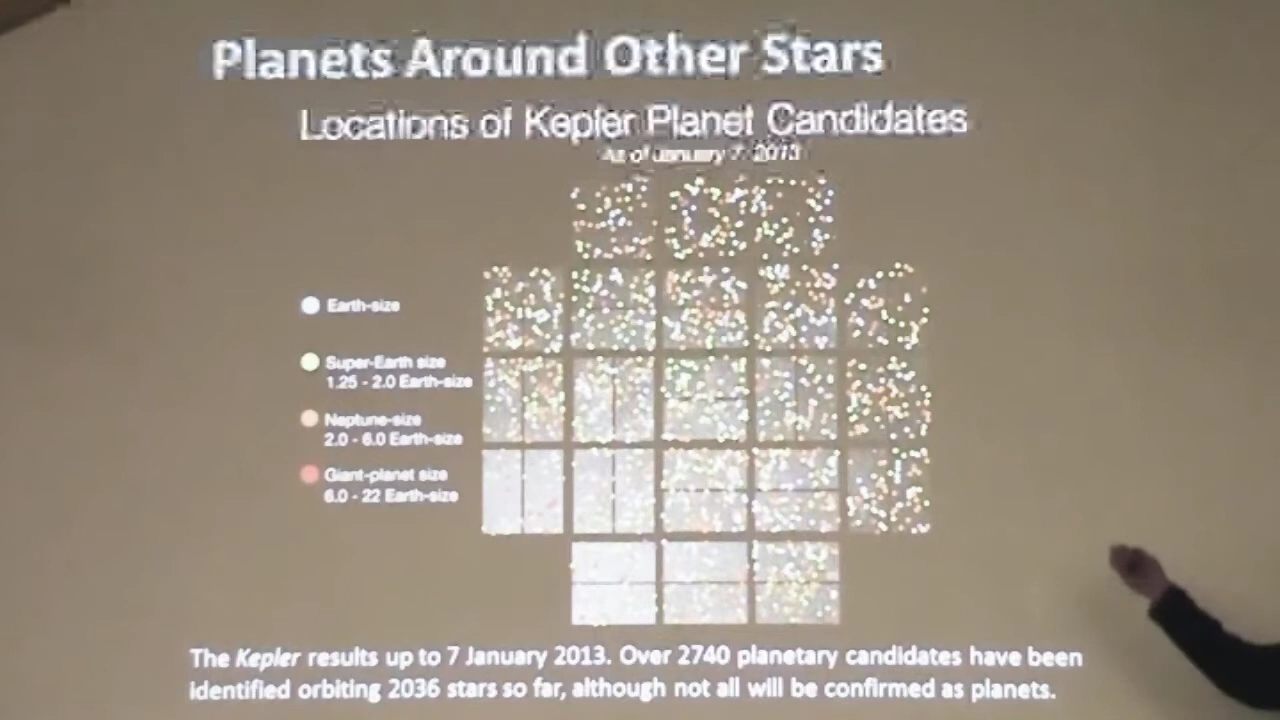 Planets Around Other Stars
Locations of Kepler Planet Candidates
As of January 7, 2013
Earth-size
Super-Earth size
1.25 - 2.0 Earth-size
Neptune-size
2.0 - 6.0 Earth-size
Giant-planet size
6.0 - 22 Earth-size
The Kepler results up to 7 January 2013. Over 2740 planetary candidates have been
identified orbiting 2036 stars so far, although not all will be confirmed as planets.